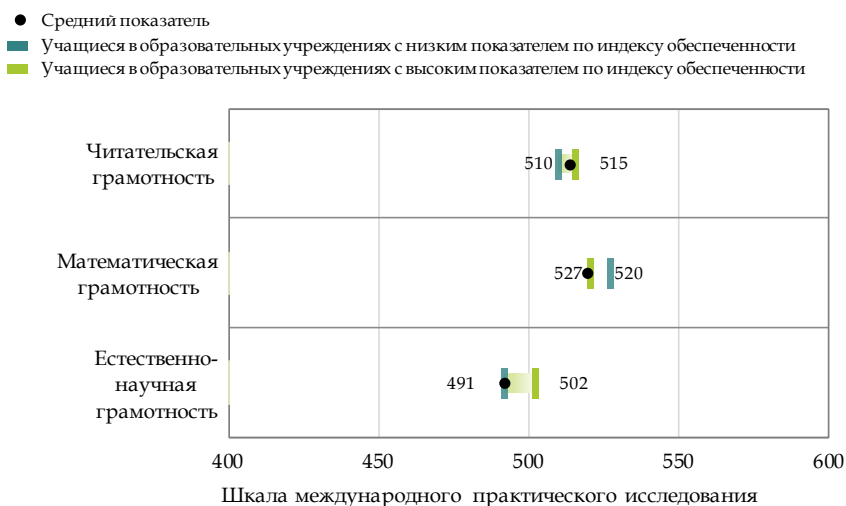 Средний показатель
Учащиеся в образовательных учреждениях с низким показателем по индексу обеспеченности
Учащиеся в образовательных учреждениях с высоким показателем по индексу обеспеченности
Читательская
грамотность
510 515
Математическая
грамотность
527 520
Естественно-
научная
грамотность
491 502
400 450 500 550 600
Шкала международного практического исследования